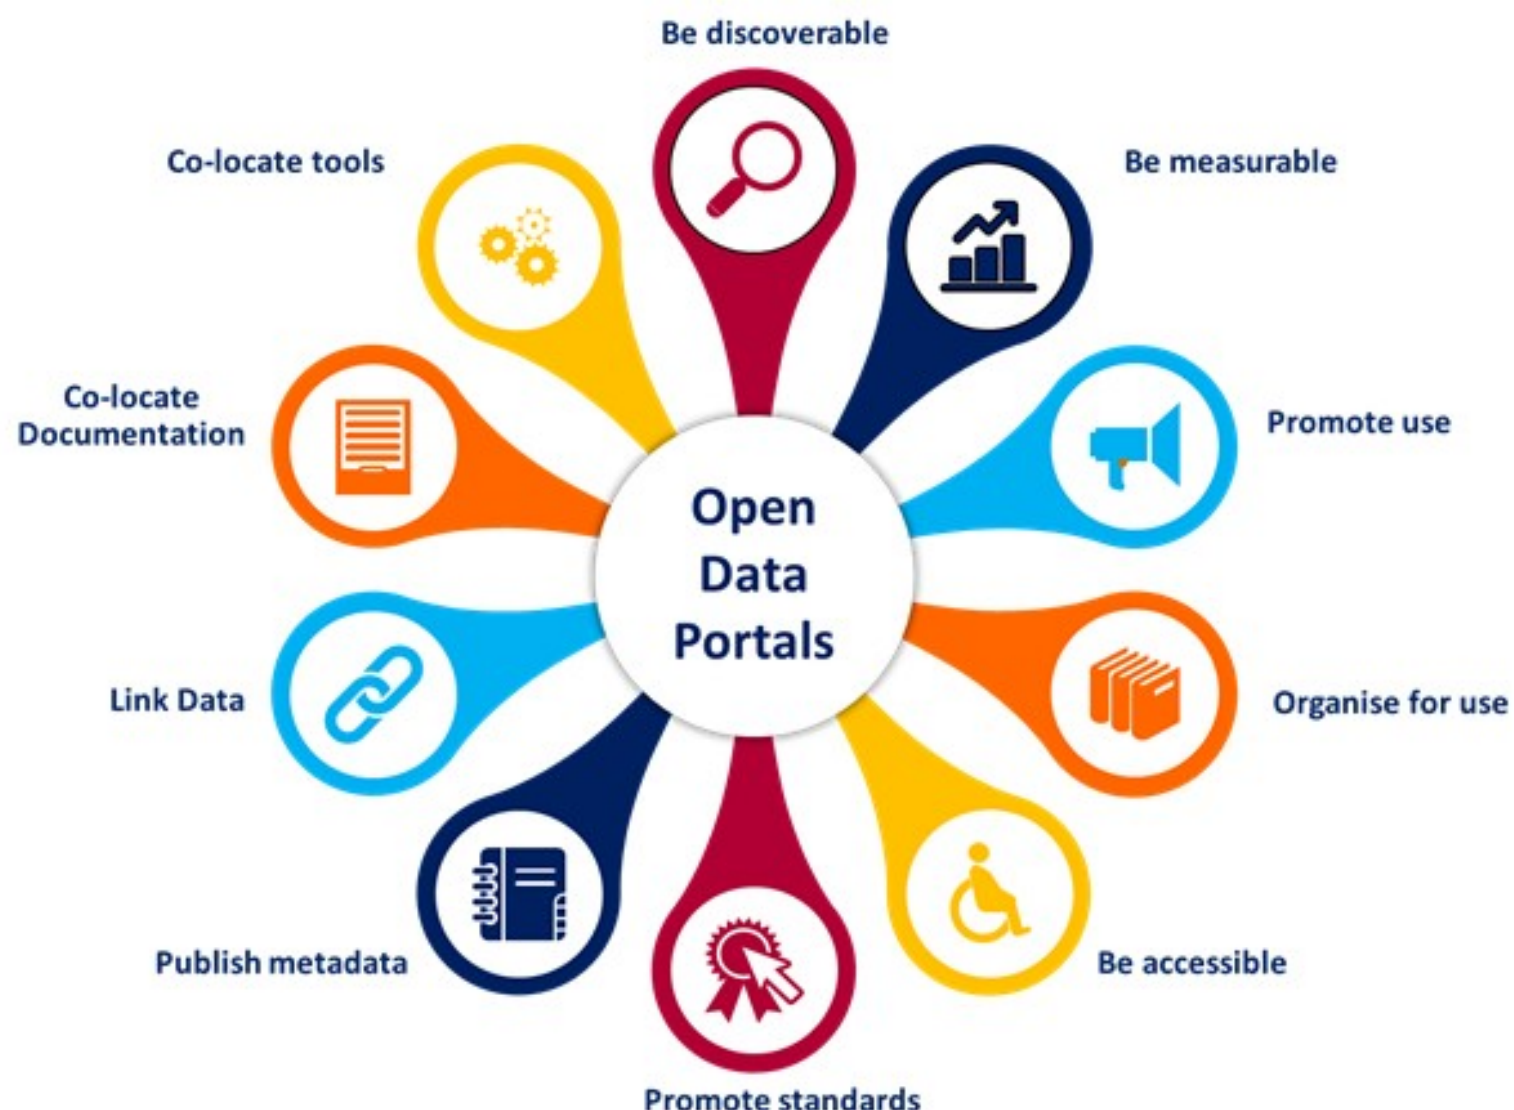 Be discoverable
Co-locate tools
Be measurable
Co-locate
Documentation
Promote use
Open
Data
Portals
Link Data
Organise for use
Publish metadata
Be accessible
Promote standards